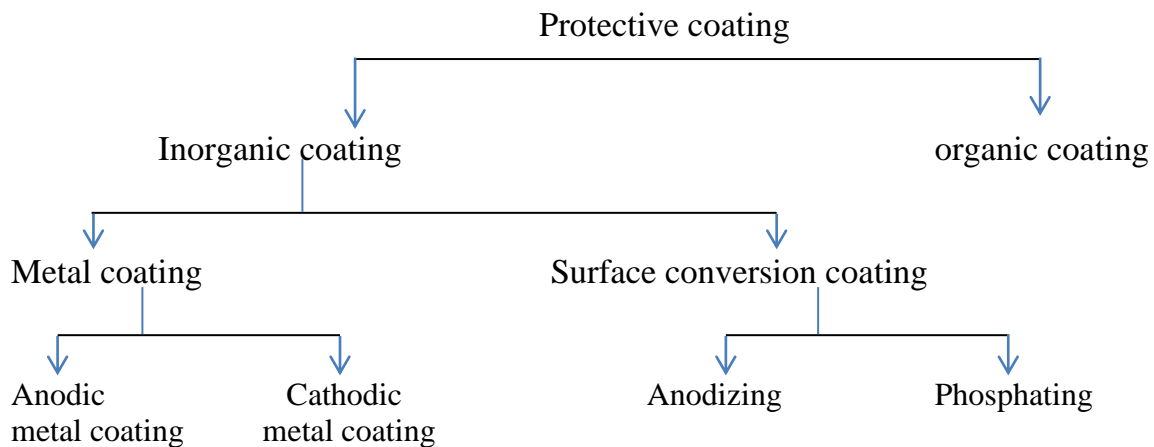 Protective coating
Inorganic coating
organic coating
Metal coating
Surface conversion coating
Anodic
metal coating
Cathodic
metal coating
Anodizing
Phosphating